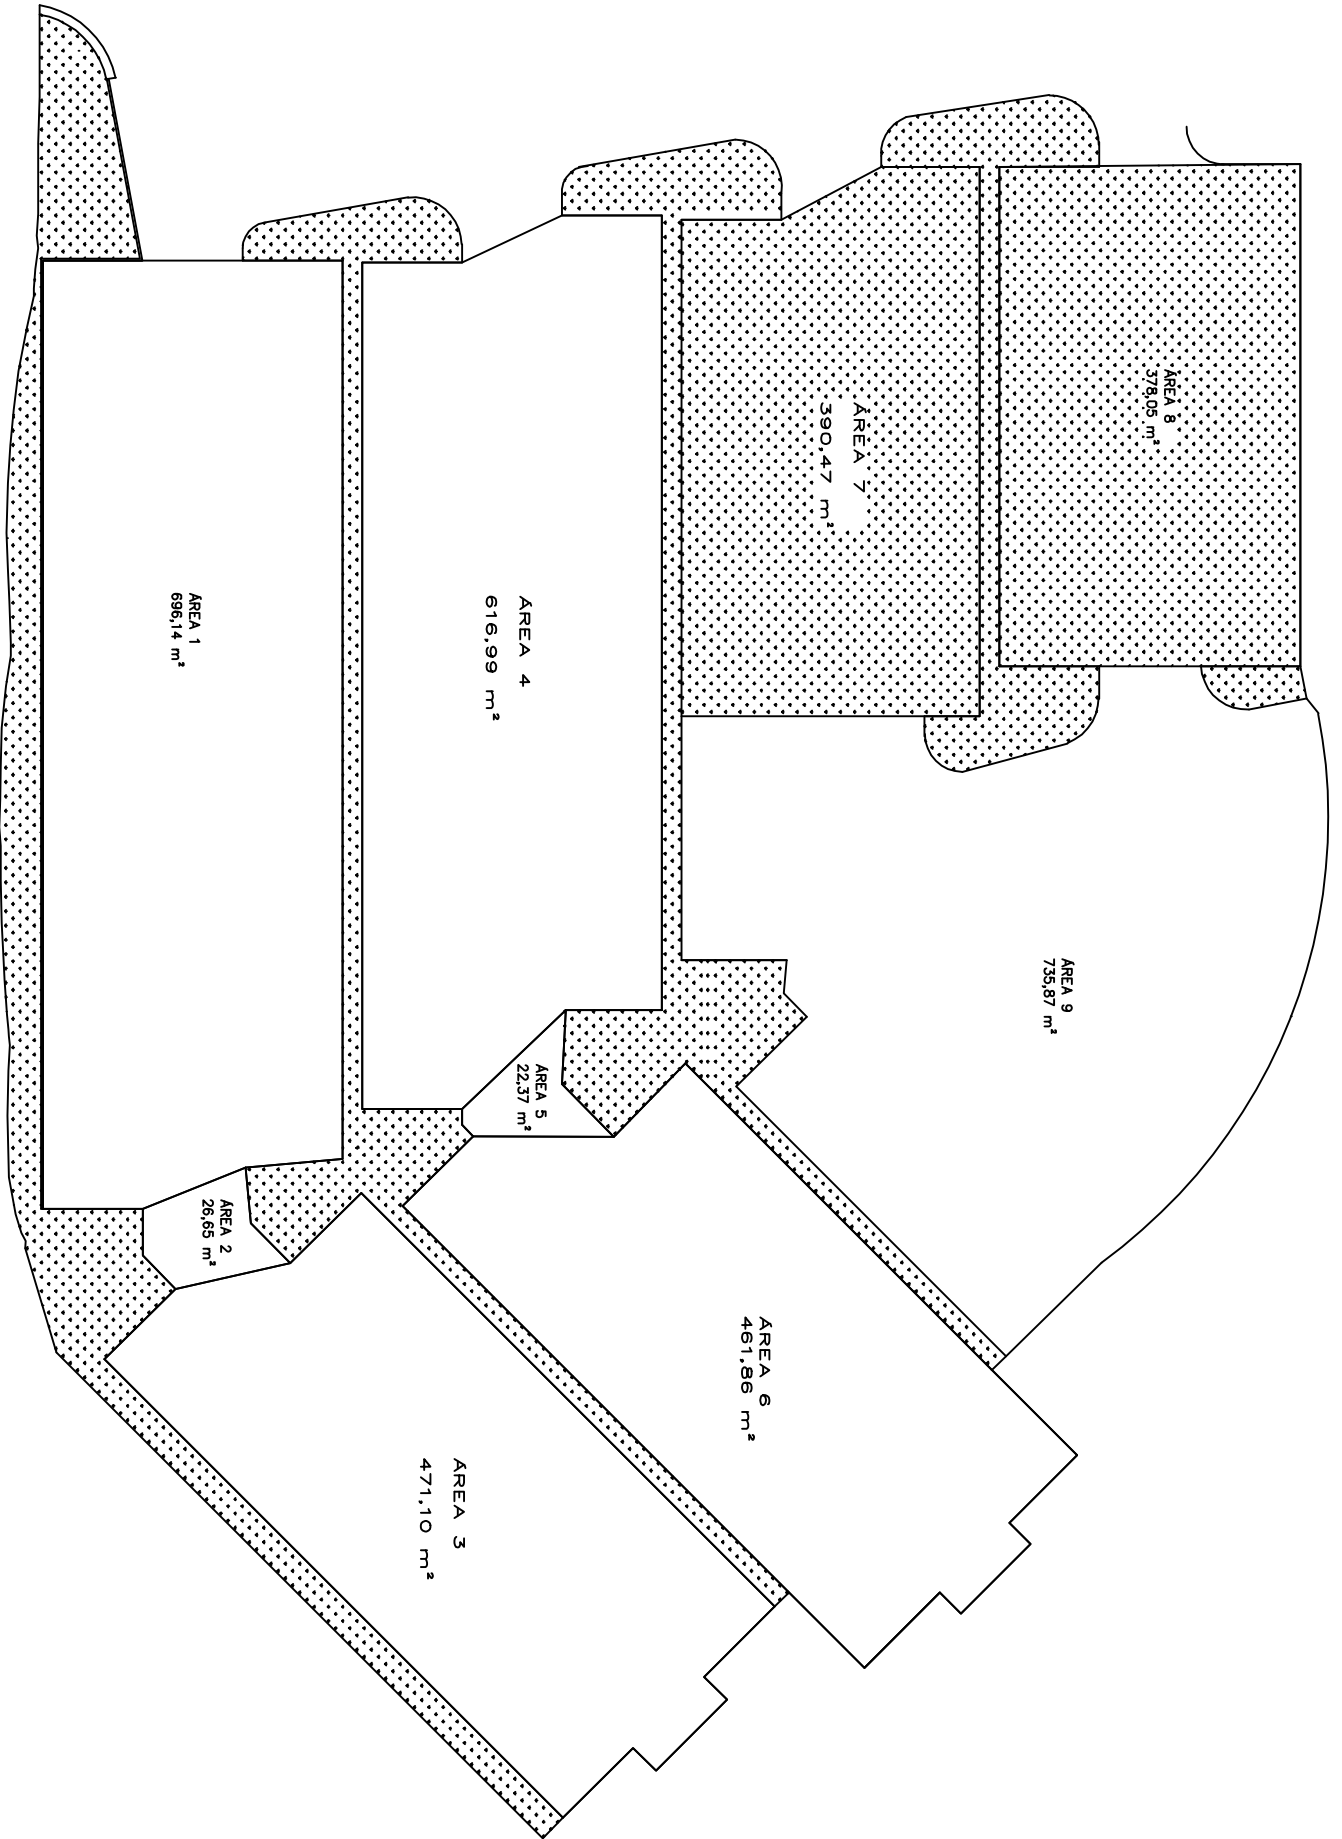 ÁREA 1
696,14 m²
ÁREA 2
26,65 m²
ÁREA 3
471,10 m²
ÁREA 4
616,99 m²
ÁREA 5
22,37 m²
ÁREA 6
461,86 m²
ÁREA 7
390,47 m²
ÁREA 8
378,05 m²
ÁREA 9
735,87 m²